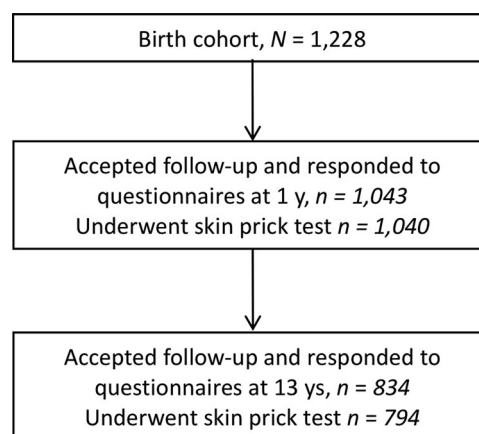 Birth cohort, N = 1,228
Accepted follow-up and responded to
questionnaires at 1 y, n = 1,043
Underwent skin prick test n = 1,040
Accepted follow-up and responded to
questionnaires at 13 ys, n = 834
Underwent skin prick test n = 794